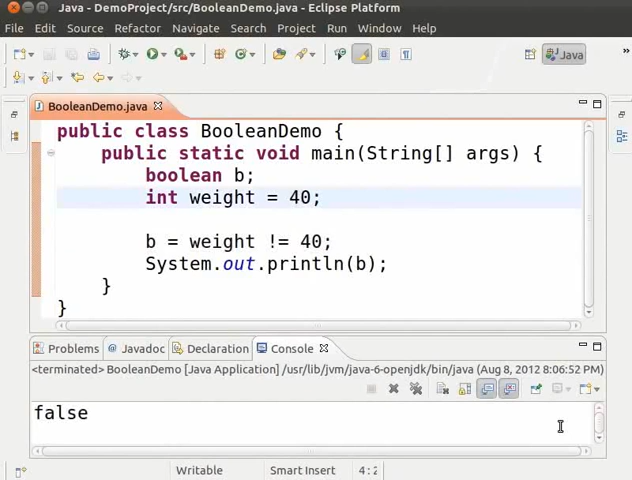 Java - DemoProject/src/BooleanDemo.java - Eclipse Platform
File Edit Source Refactor Navigate Search Project Run Window Help
Java
BooleanDemo.java
public class BooleanDemo {
public static void main(String[] args) {
boolean b;
int weight = 40;
b = weight != 40;
System.out.println(b);
}
}
Problems @ Javadoc Declaration Console
<terminated> BooleanDemo [Java Application] /usr/lib/jvm/java-6-openjdk/bin/java (Aug 8, 2012 8:06:52 PM)
false
Writable Smart Insert 4:2